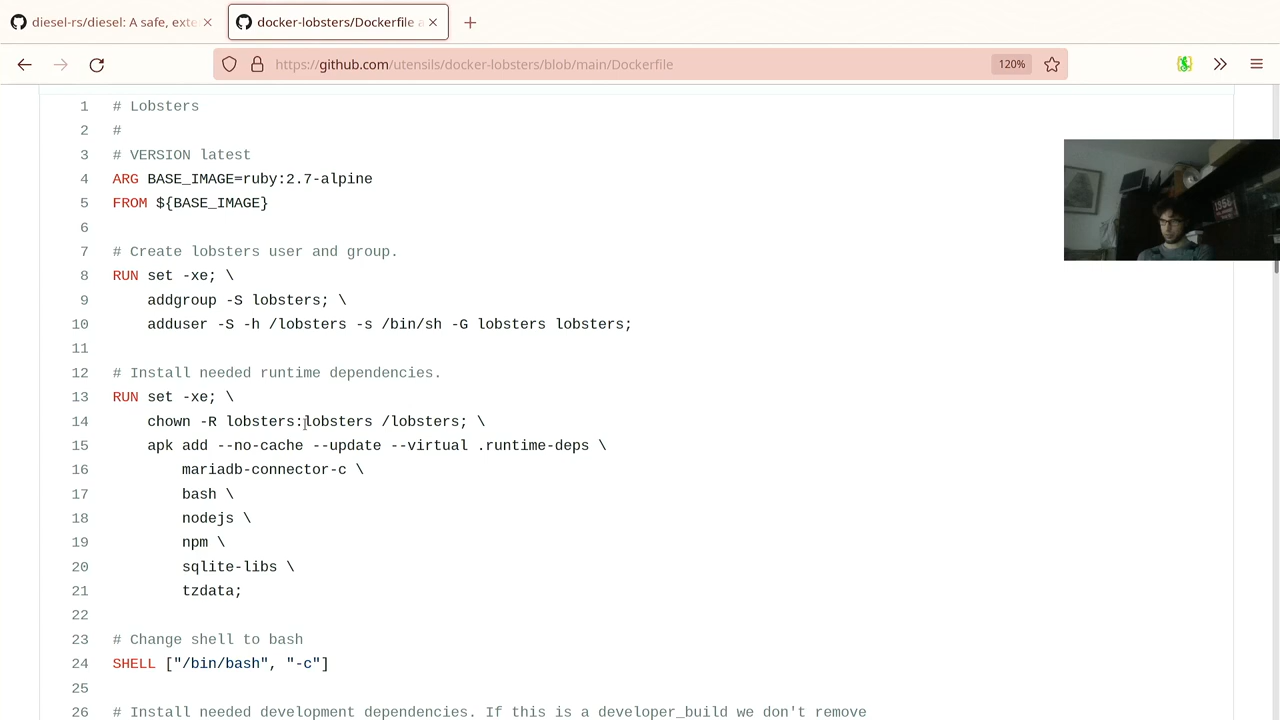 diesel-rs/diesel: A safe, exte
docker-lobsters/Dockerfile a
https://github.com/utensils/docker-lobsters/blob/main/Dockerfile
120%
1 # Lobsters
2 #
3 # VERSION latest
4 ARG BASE_IMAGE=ruby:2.7-alpine
5 FROM ${BASE_IMAGE}
6
7 # Create lobsters user and group.
8 RUN set -xe; \
9 addgroup -S lobsters; \
10 adduser -S -h /lobsters -s /bin/sh -G lobsters lobsters;
11
12 # Install needed runtime dependencies.
13 RUN set -xe; \
14 chown -R lobsters:lobsters /lobsters; \
15 apk add --no-cache --update --virtual .runtime-deps \
16 mariadb-connector-c \
17 bash \
18 nodejs \
19 npm \
20 sqlite-libs \
21 tzdata;
22
23 # Change shell to bash
24 SHELL ["/bin/bash", "-c"]
25
26 # Install needed development dependencies. If this is a developer_build we don't remove